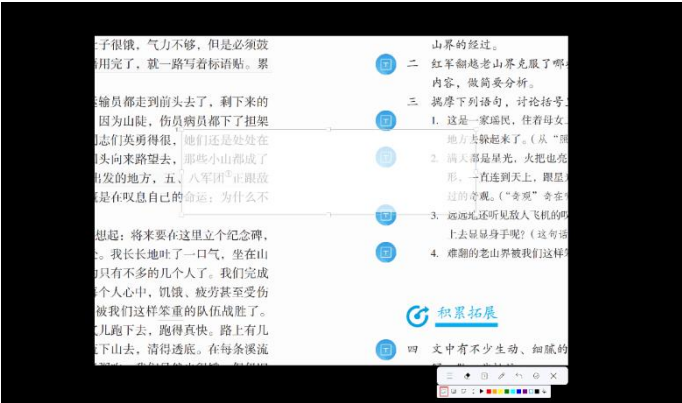 子很饿，气力不够，但是必须鼓
用完了，就一路写着标语贴。累
输员都走到前头去了，剩下来的
因为山陡，伤员病员都下了担架
志们英勇得很，她们还是处处在
头向来路望去，那些小山都成了
出发的地方，五、八军团①正跟敌
是在叹息自己的命运：为什么不
想起：将来要在这里立个纪念碑，
。我长长地吐了一口气，坐在山
只有不多的几个人了。我们完成
个人心中，饥饿、疲劳甚至受伤
被我们这样笨重的队伍战胜了。
儿跑下去，跑得真快。路上有几
下山去，清得透底。在每条溪流
山界的经过。
二 红军翻越老山界克服了哪
内容，做简要分析。
三 揣摩下列语句，讨论括号
1. 这是一家瑶民，住着母女
地方去躲起来了。（从“
2. 满天都是星光，火把也亮
形，一直连到天上，跟星
过的奇观。（“奇观”奇在
3. 远远地还听见敌人飞机的
上去显显身手呢？（这句话
4. 难翻的老山界被我们这样
积累拓展
四 文中有不少生动、细腻的